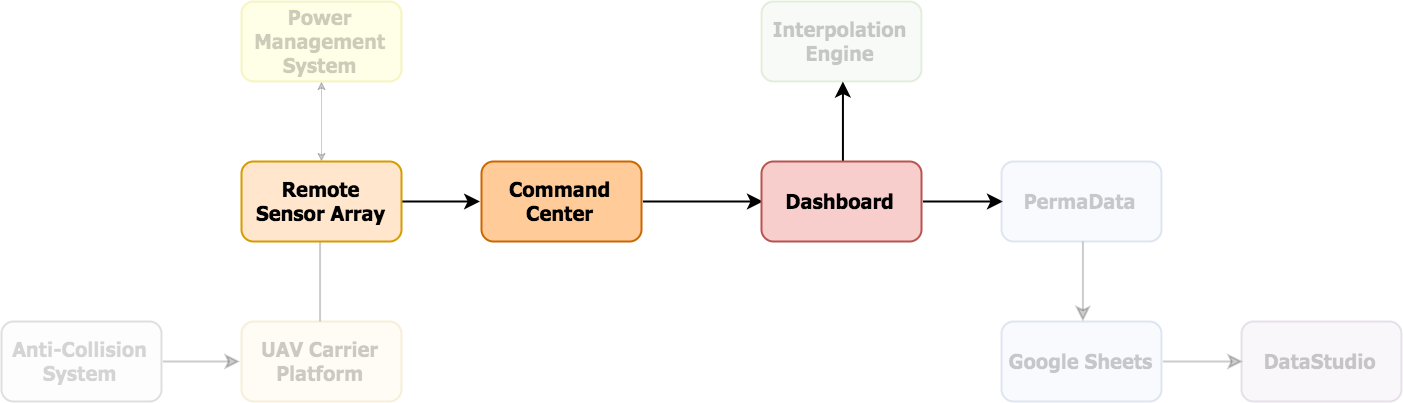 Power
Management
System
Interpolation
Engine
Remote
Sensor Array
Command
Center
Dashboard
PermaData
Anti-Collision
System
UAV Carrier
Platform
Google Sheets
DataStudio